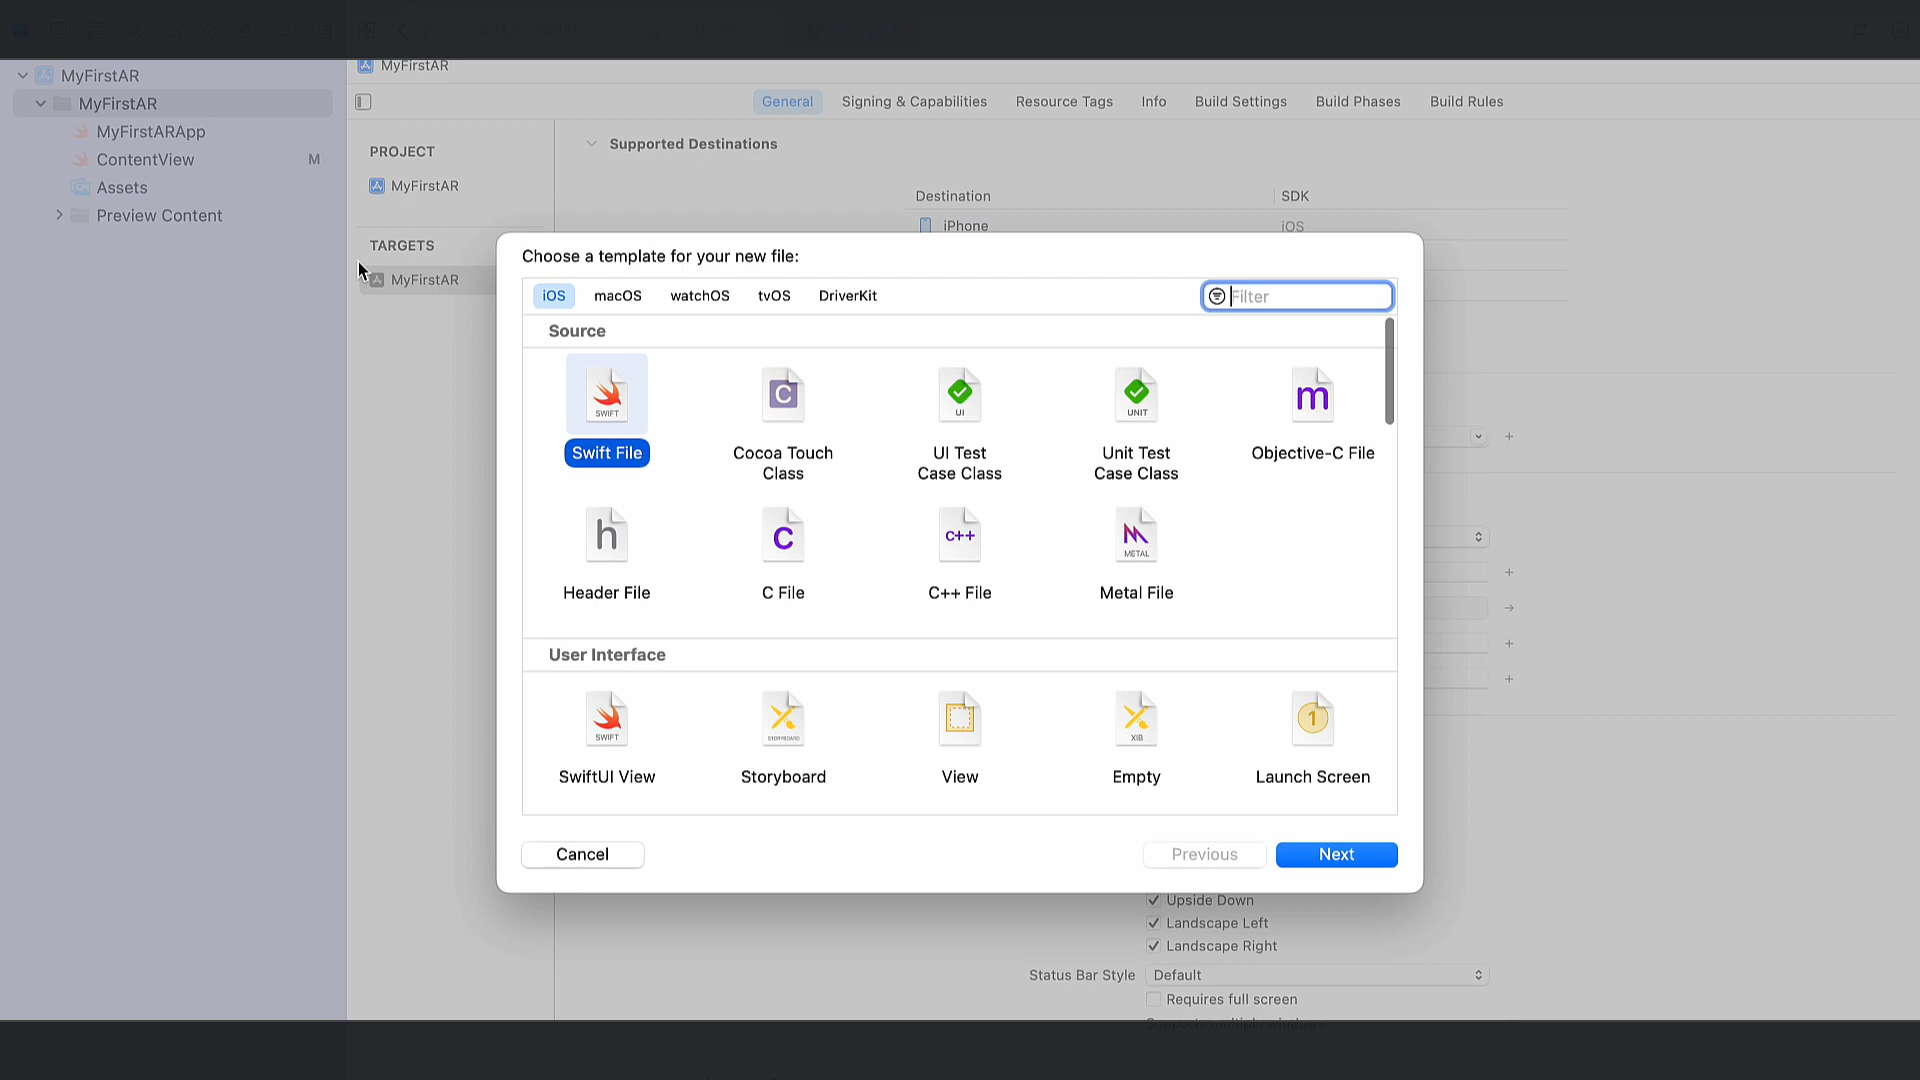 MyFirstAR
MyFirstAR
MyFirstARApp
ContentView M
Assets
Preview Content
MyFirstAR
General Signing & Capabilities Resource Tags Info Build Settings Build Phases Build Rules
PROJECT
MyFirstAR
TARGETS
MyFirstAR
Supported Destinations
Destination SDK
iPhone iOS
Choose a template for your new file:
iOS macOS watchOS tvOS DriverKit Filter
Source
SWIFT
Swift File
C
Cocoa Touch
Class
UI
UI Test
Case Class
UNIT
Unit Test
Case Class
m
Objective-C File
h
Header File
C
C File
C++
C++ File
METAL
Metal File
User Interface
SWIFT
SwiftUI View
STORYBOARD
Storyboard
View
XIB
Empty
1
Launch Screen
Cancel Previous Next
Upside Down
Landscape Left
Landscape Right
Status Bar Style Default
Requires full screen
Supports multiple windows